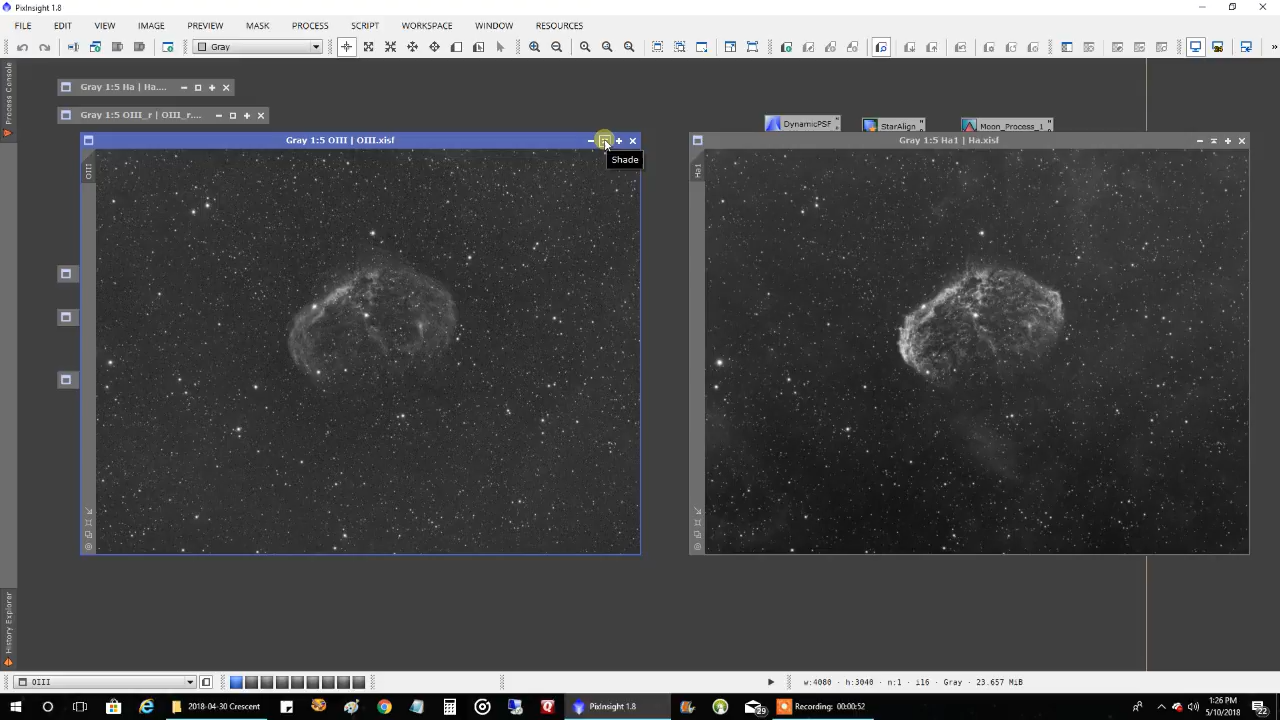 PixInsight 1.8
FILE EDIT VIEW IMAGE PREVIEW MASK PROCESS SCRIPT WORKSPACE WINDOW RESOURCES
Gray
Process Console
Gray 1:5 Ha | Ha....
Gray 1:5 OIII_r | OIII_r....
DynamicPSF
StarAlign
Moon_Process_1
Gray 1:5 OIII | OIII.xisf
Gray 1:5 Ha1 | Ha.xisf
Shade
OIII
Ha1
History Explorer
OIII
w:4080 · h:3040 · n:1 · i16 · Gray · 23.657 MiB
2018-04-30 Crescent
PixInsight 1.8
29
Recording: 00:00:52
1:26 PM
5/10/2018
22